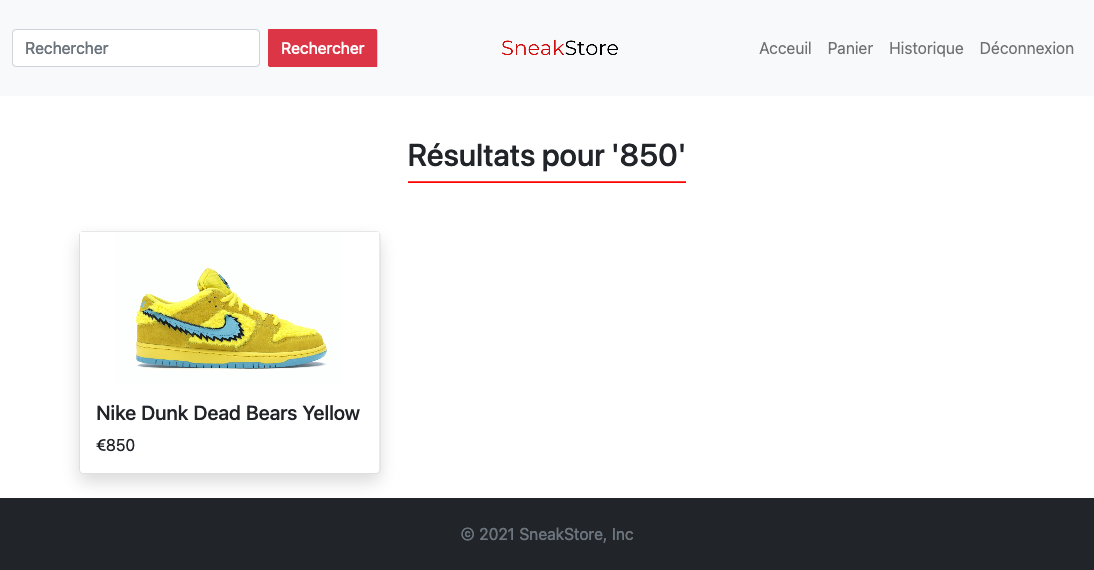 Rechercher
Rechercher
SneakStore
Acceuil
Panier
Historique
Déconnexion
Résultats pour '850'
Nike Dunk Dead Bears Yellow
€850
© 2021 SneakStore, Inc